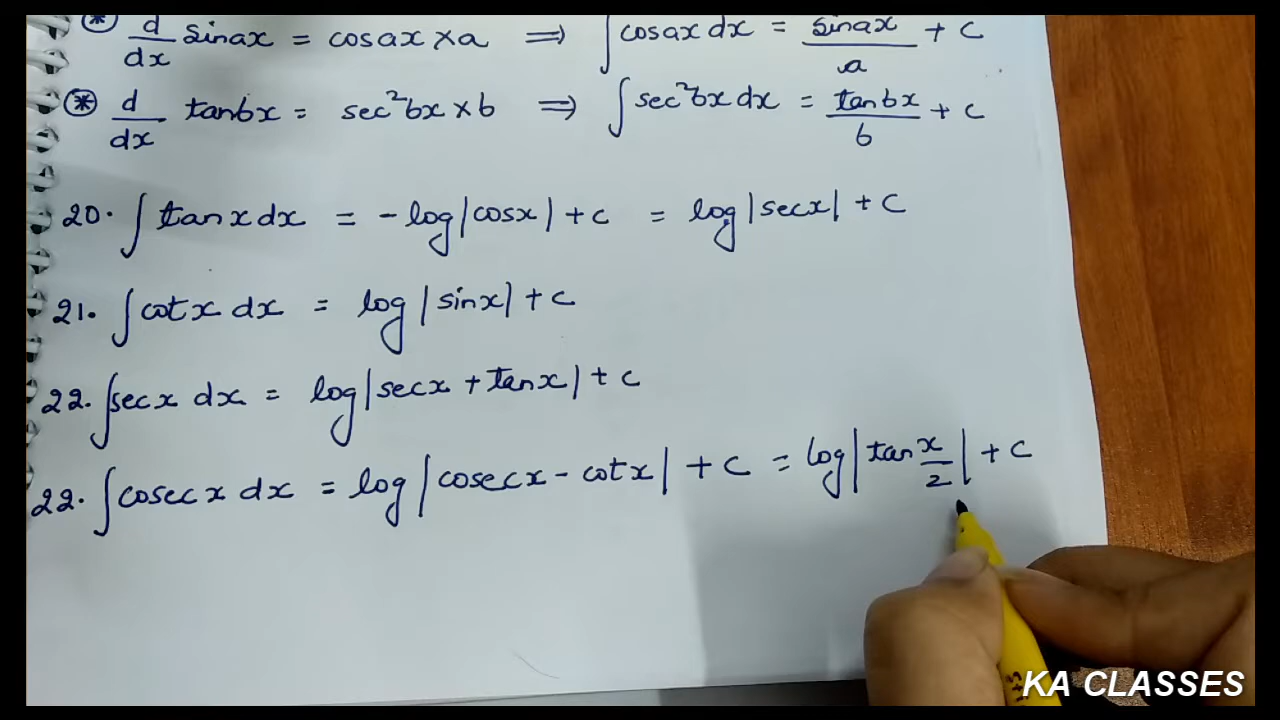 ⊛ d/dx sinax = cosax × a ⇒ ∫cosax dx = sinax/a + c
⊛ d/dx tanbx = sec²bx × b ⇒ ∫sec²bx dx = tanbx/b + c
20. ∫tanx dx = -log|cosx| + c = log|secx| + c
21. ∫cotx dx = log|sinx| + c
22. ∫secx dx = log|secx + tanx| + c
22. ∫cosecx dx = log|cosecx - cotx| + c = log|tan x/2| + c
KA CLASSES